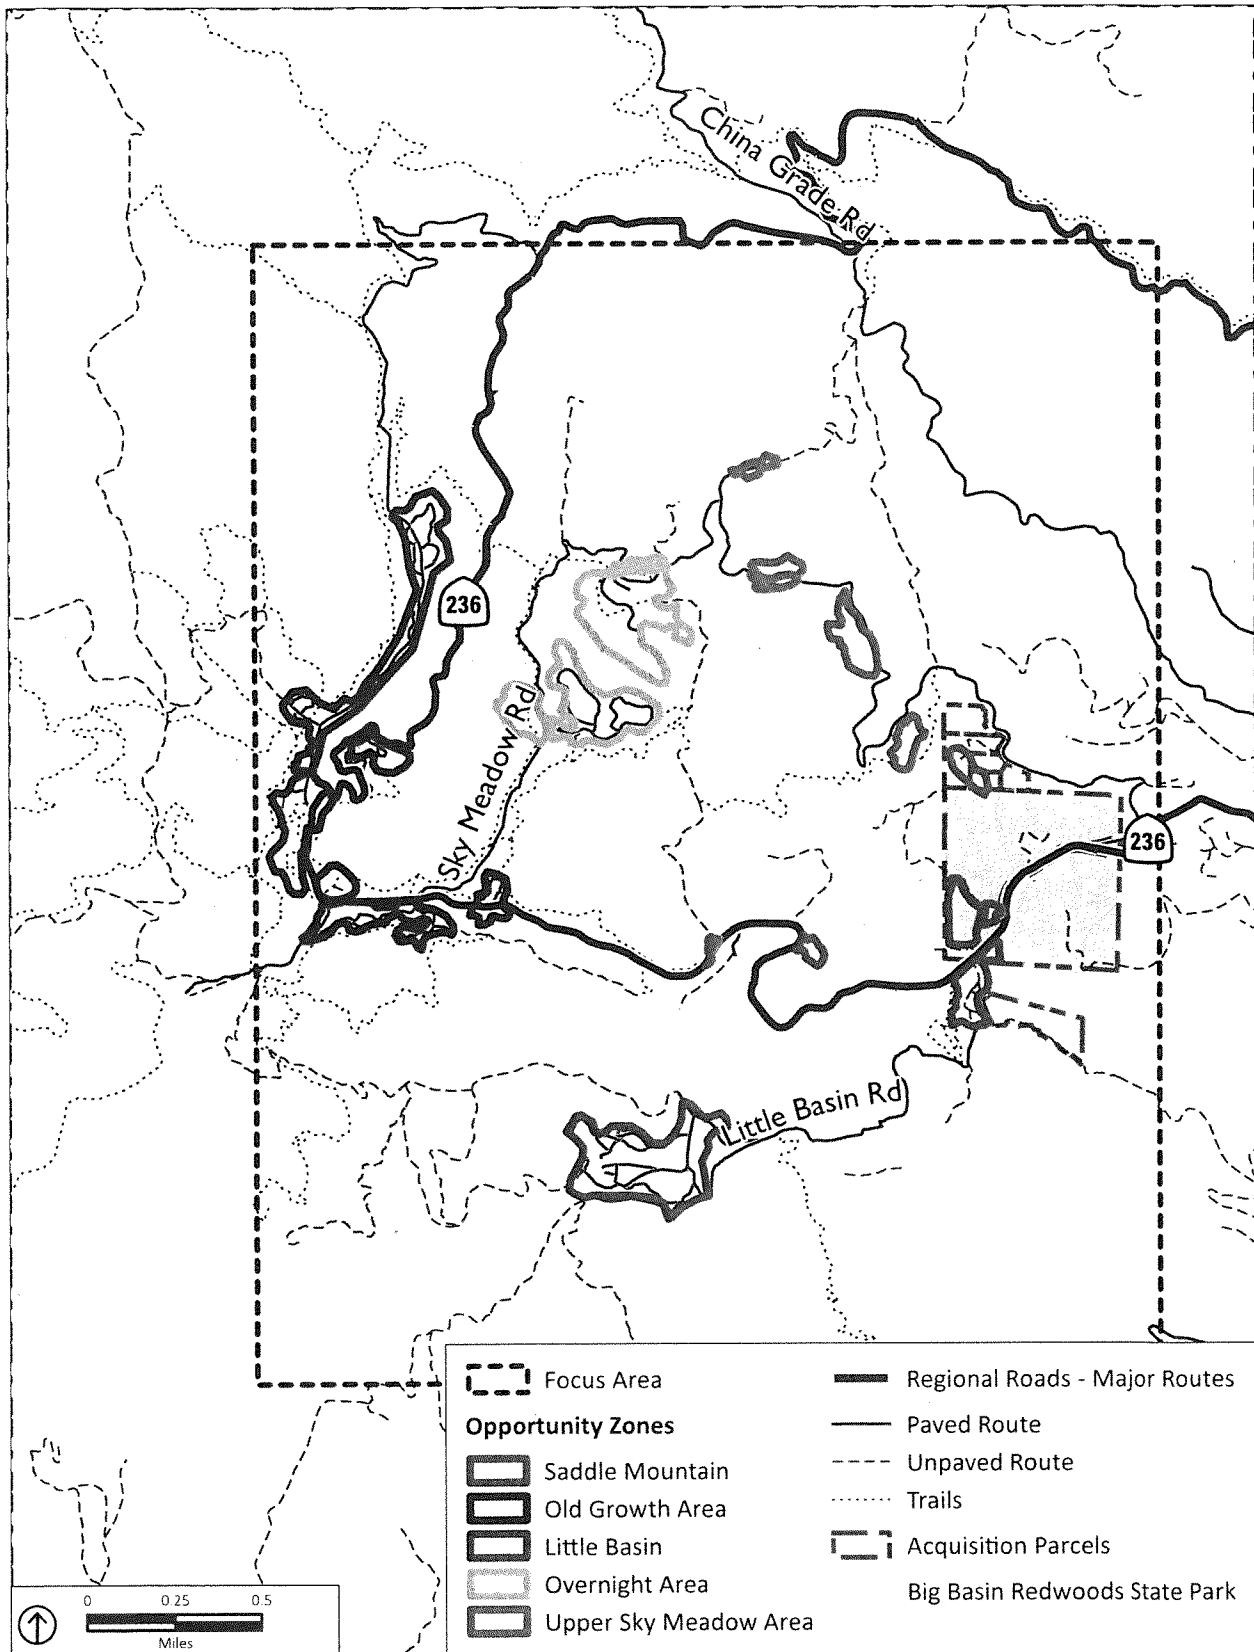 China Grade Rd
236
Sky Meadow Rd
236
Little Basin Rd
Focus Area
Opportunity Zones
Saddle Mountain
Old Growth Area
Little Basin
Overnight Area
Upper Sky Meadow Area
Regional Roads - Major Routes
Paved Route
Unpaved Route
Trails
Acquisition Parcels
Big Basin Redwoods State Park
0 0.25 0.5
Miles